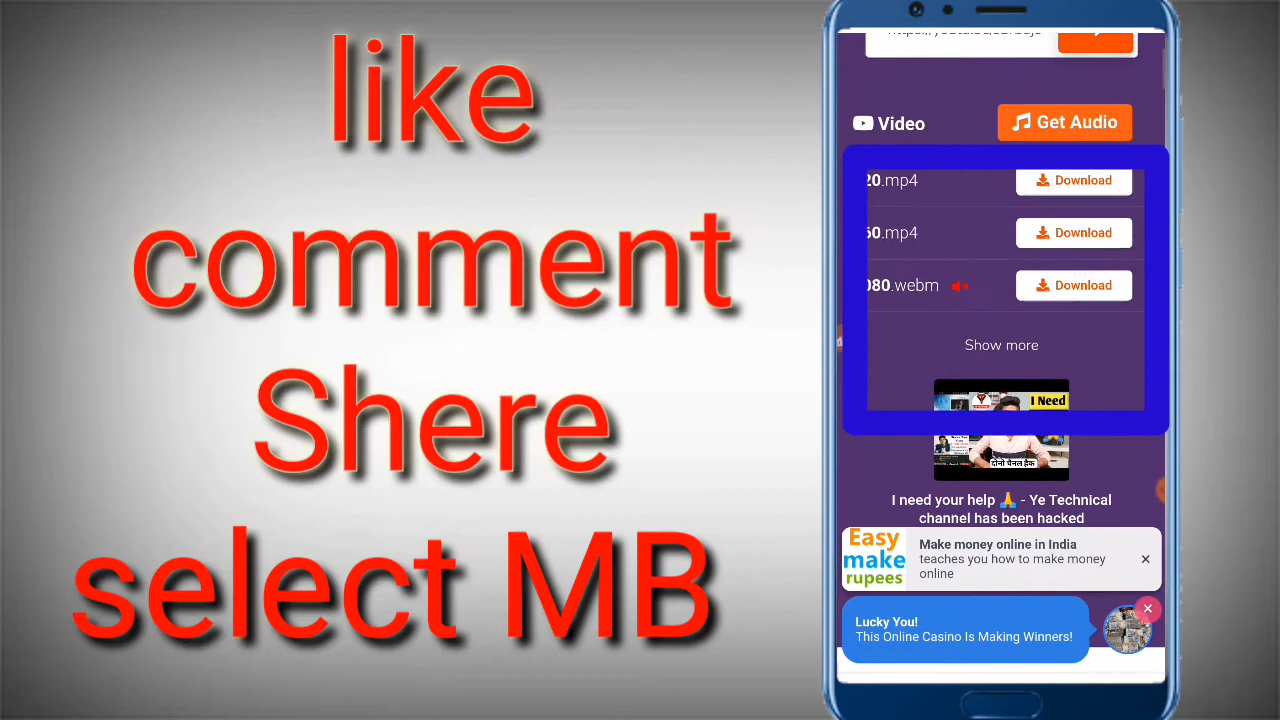 like
comment
Shere
select MB
Video
Get Audio
20.mp4
Download
60.mp4
Download
080.webm
Download
Show more
I Need
दोनो चैनल हैक
I need your help 🙏 - Ye Technical
channel has been hacked
Easy
make
rupees
Make money online in India
teaches you how to make money
online
Lucky You!
This Online Casino Is Making Winners!